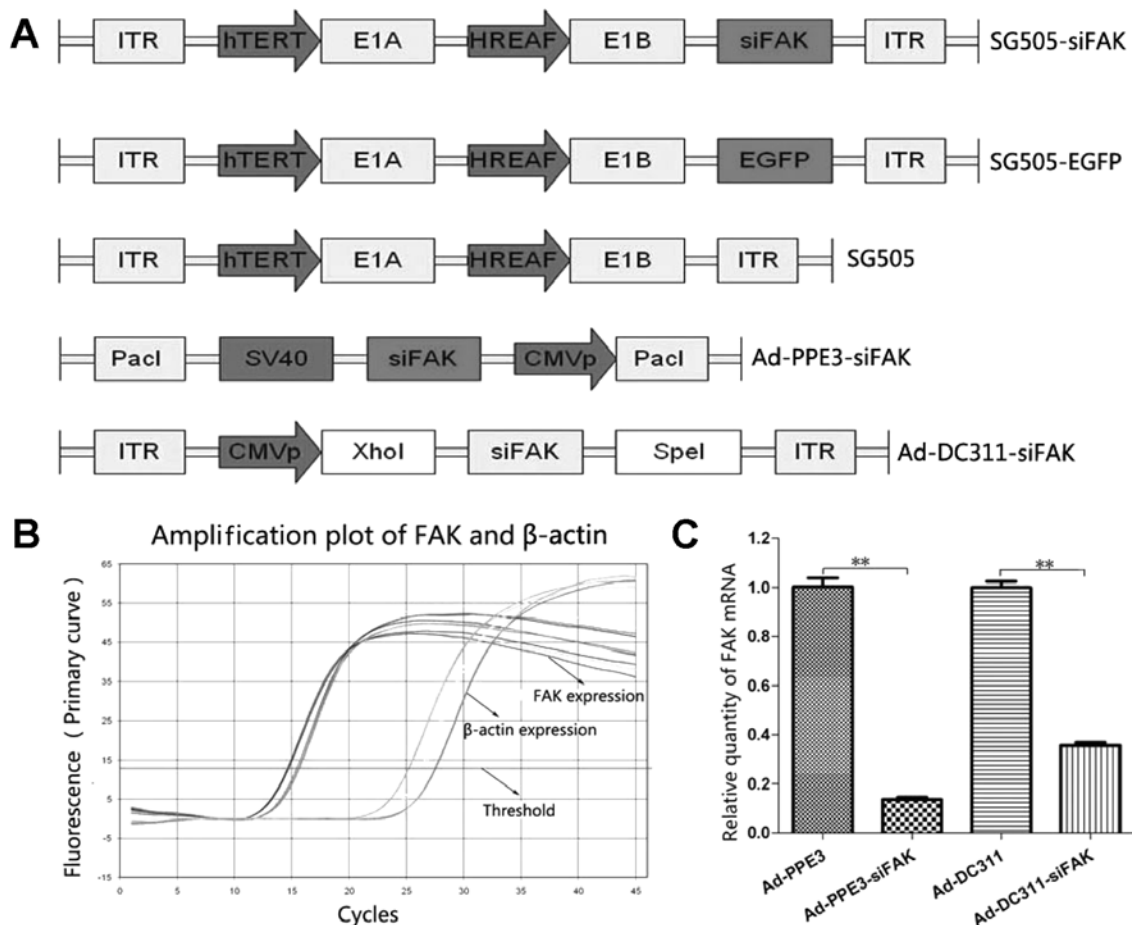 A
ITR hTERT E1A HREAF E1B siFAK ITR SG505-siFAK
ITR hTERT E1A HREAF E1B EGFP ITR SG505-EGFP
ITR hTERT E1A HREAF E1B ITR SG505
PacI SV40 siFAK CMVp PacI Ad-PPE3-siFAK
ITR CMVp XhoI siFAK SpeI ITR Ad-DC311-siFAK
B
Amplification plot of FAK and β-actin
Fluorescence ( Primary curve )
65
55
45
35
25
15
5
-5
-15
FAK expression
β-actin expression
Threshold
0 5 10 15 20 25 30 35 40 45
Cycles
C
Relative quantity of FAK mRNA
1.2
1.0
0.8
0.6
0.4
0.2
0.0
** **
Ad-PPE3
Ad-PPE3-siFAK
Ad-DC311
Ad-DC311-siFAK